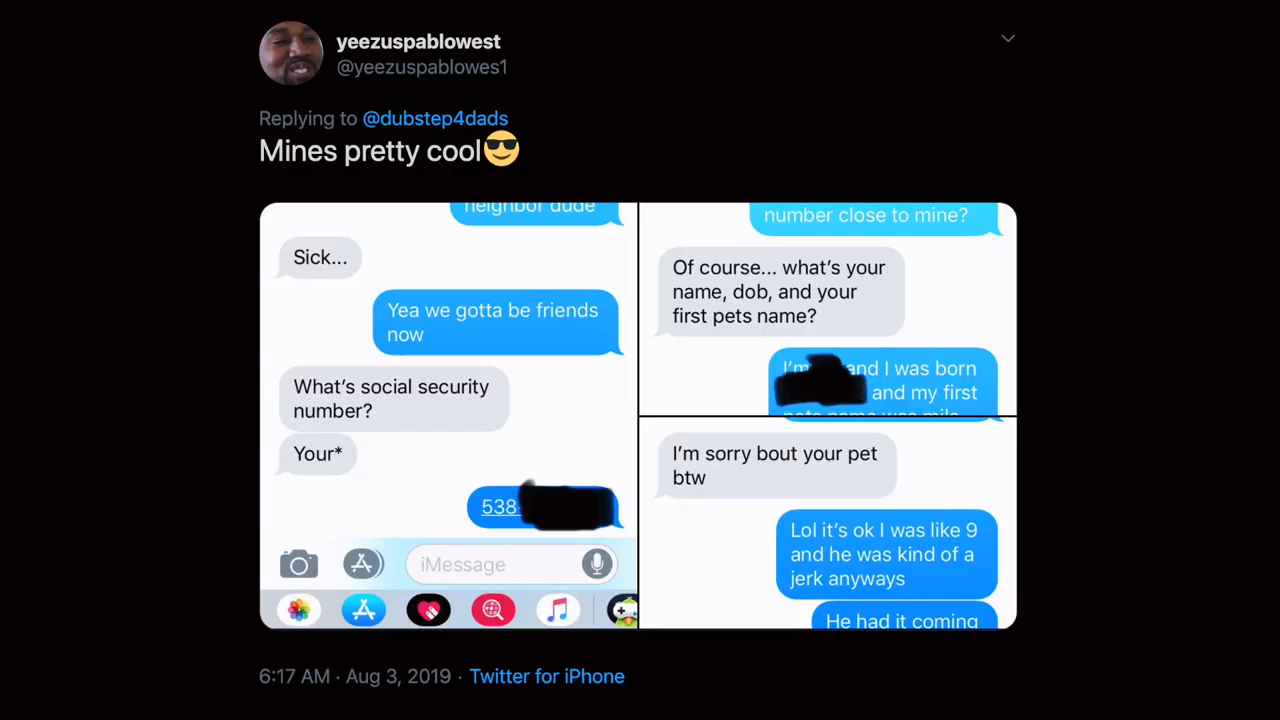 yeezuspablowest
@yeezuspablowes1
Replying to @dubstep4dads
Mines pretty cool😎
neighbor dude
Sick...
Yea we gotta be friends
now
What's social security
number?
Your*
538-
iMessage
number close to mine?
Of course... what's your
name, dob, and your
first pets name?
I'm and I was born
and my first
pets name was milo
I'm sorry bout your pet
btw
Lol it's ok I was like 9
and he was kind of a
jerk anyways
He had it coming
6:17 AM · Aug 3, 2019 · Twitter for iPhone